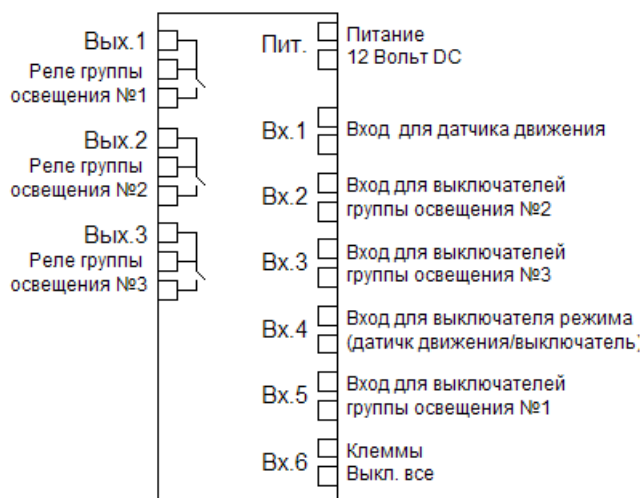 Вых.1
Реле группы
освещения №1
Вых.2
Реле группы
освещения №2
Вых.3
Реле группы
освещения №3
Пит.
Питание
12 Вольт DC
Вх.1
Вход для датчика движения
Вх.2
Вход для выключателей
группы освещения №2
Вх.3
Вход для выключателей
группы освещения №3
Вх.4
Вход для выключателя режима
(датичк движения/выключатель)
Вх.5
Вход для выключателей
группы освещения №1
Вх.6
Клеммы
Выкл. все